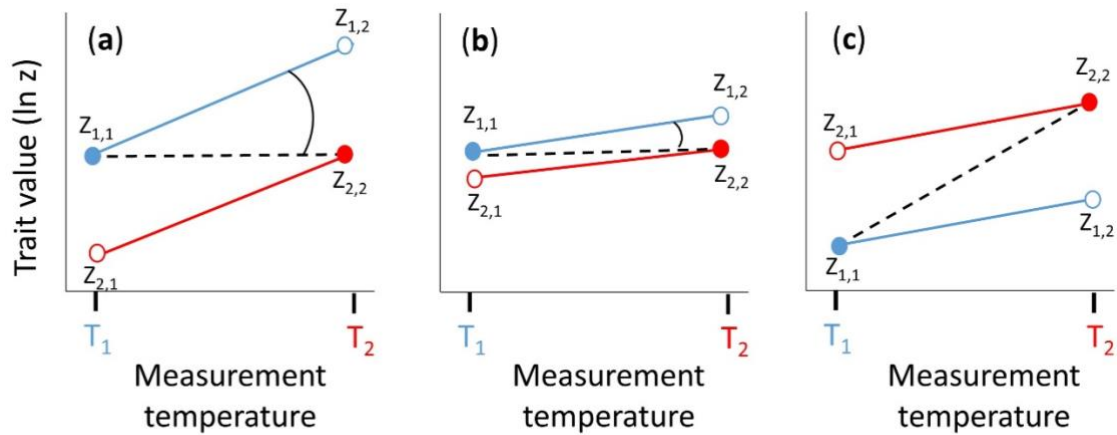 Trait value (ln z)
(a)
Z1,2
Z1,1
Z2,2
Z2,1
T1
T2
Measurement
temperature
(b)
Z1,2
Z1,1
Z2,2
Z2,1
T1
T2
Measurement
temperature
(c)
Z2,2
Z2,1
Z1,2
Z1,1
T1
T2
Measurement
temperature